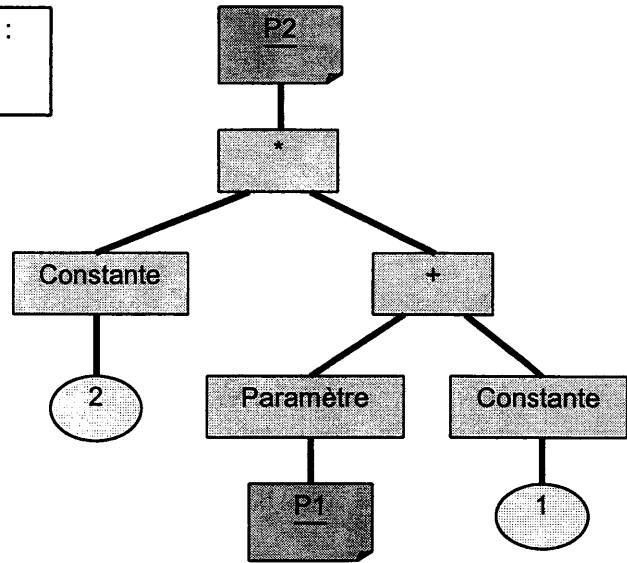 :
P2
*
Constante
+
2
Paramètre
Constante
P1
1